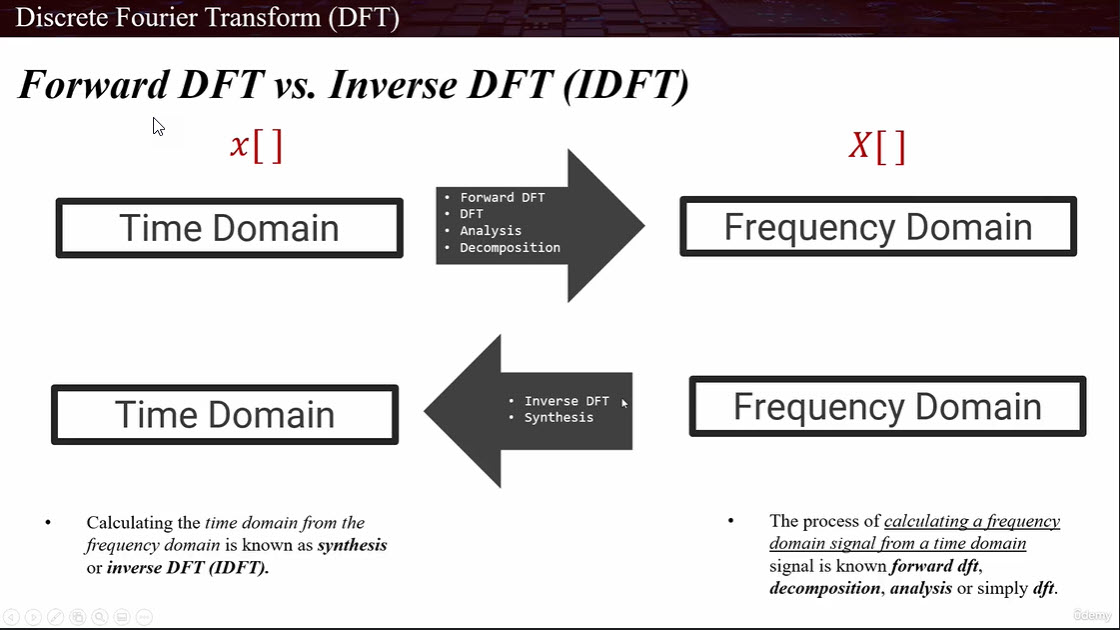 Discrete Fourier Transform (DFT)
Forward DFT vs. Inverse DFT (IDFT)
x[ ]
X[ ]
Time Domain
• Forward DFT
• DFT
• Analysis
• Decomposition
Frequency Domain
Time Domain
• Inverse DFT
• Synthesis
Frequency Domain
• Calculating the time domain from the
frequency domain is known as synthesis
or inverse DFT (IDFT).
• The process of calculating a frequency
domain signal from a time domain
signal is known forward dft,
decomposition, analysis or simply dft.
ûdemy